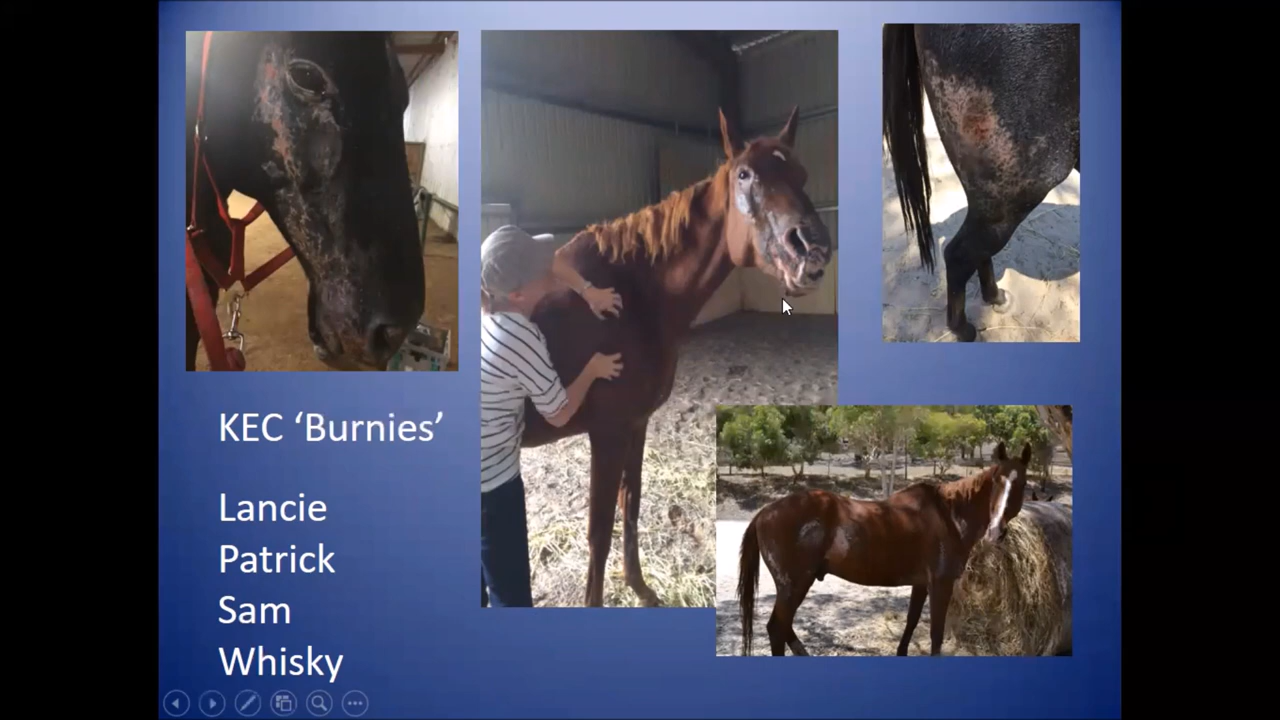 KEC ‘Burnies’
Lancie
Patrick
Sam
Whisky